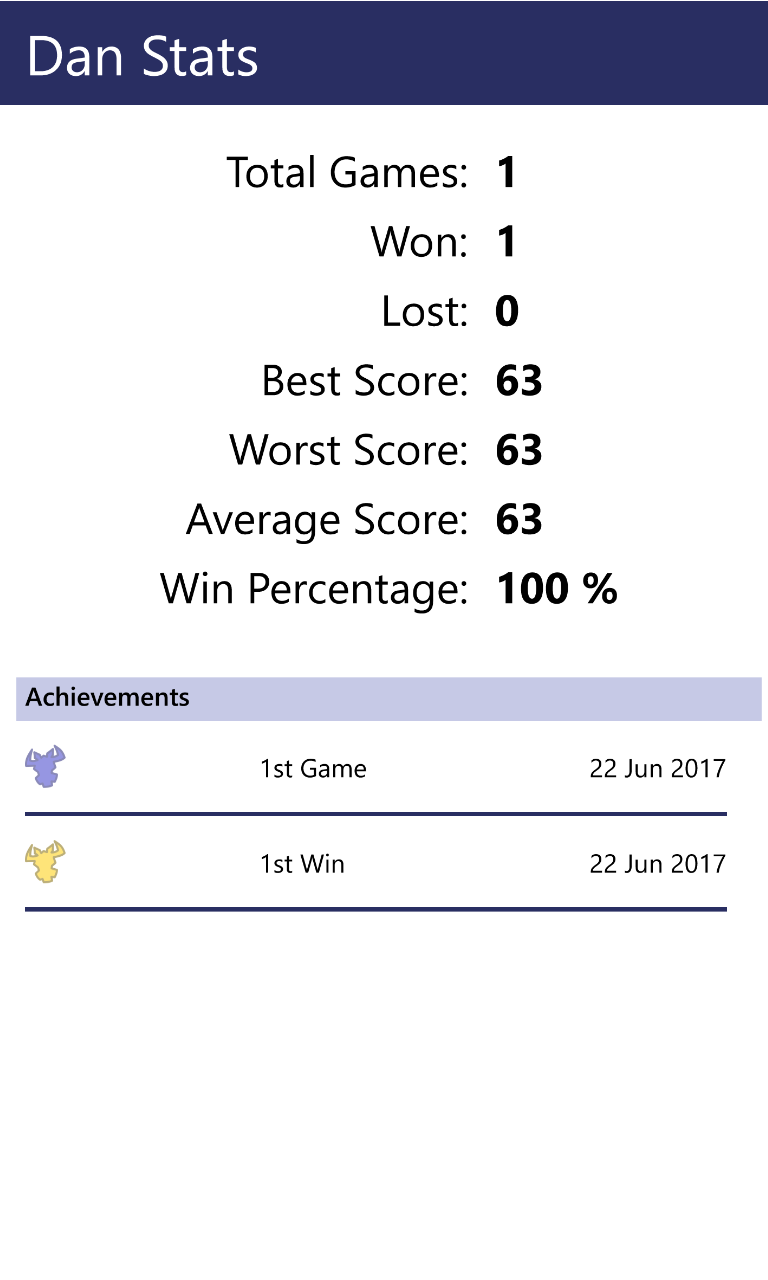 Dan Stats
Total Games: 1
Won: 1
Lost: 0
Best Score: 63
Worst Score: 63
Average Score: 63
Win Percentage: 100 %
Achievements
1st Game 22 Jun 2017
1st Win 22 Jun 2017